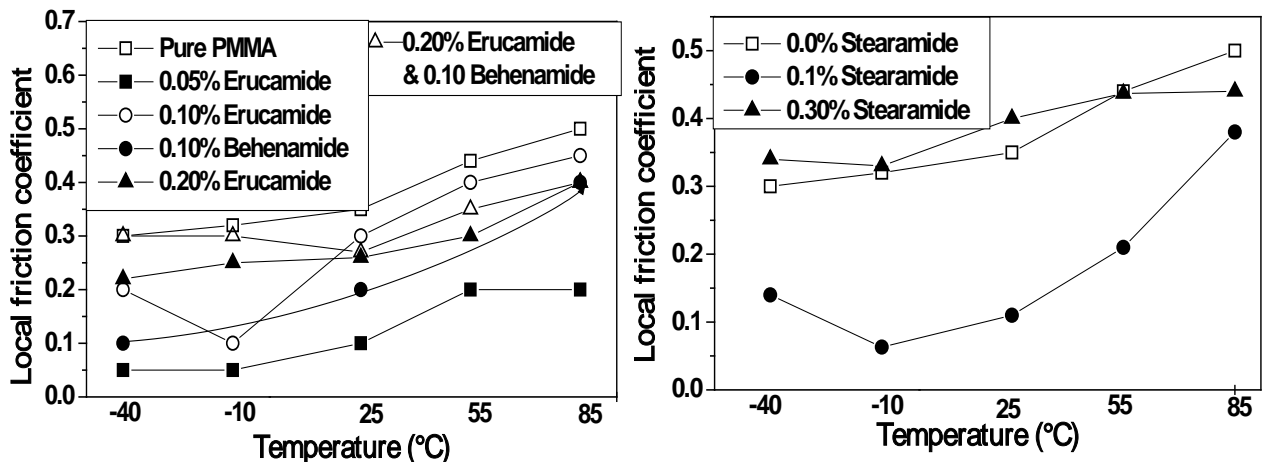 0.7
0.6
0.5
0.4
0.3
0.2
0.1
0.0
Local friction coefficient
Pure PMMA
0.05% Erucamide
0.10% Erucamide
0.10% Behenamide
0.20% Erucamide
0.20% Erucamide
& 0.10 Behenamide
-40 -10 25 55 85
Temperature (°C)
0.5
0.4
0.3
0.2
0.1
0.0
Local friction coefficient
0.0% Stearamide
0.1% Stearamide
0.30% Stearamide
-40 -10 25 55 85
Temperature (°C)